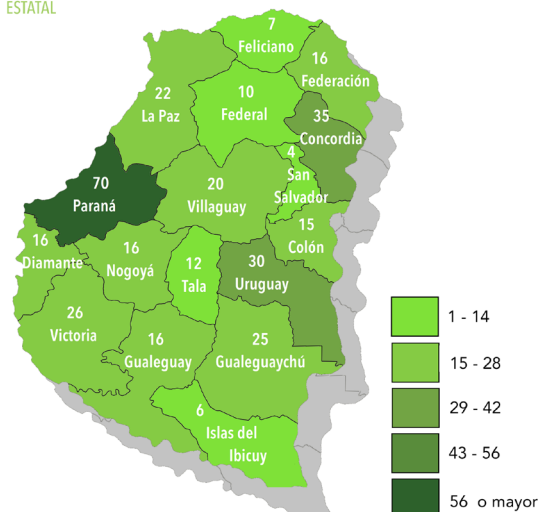 ESTATAL
7
Feliciano
16
Federación
22
La Paz
10
Federal
35
Concordia
4
San
Salvador
70
Paraná
20
Villaguay
15
Colón
16
Diamante
16
Nogoyá
12
Tala
30
Uruguay
26
Victoria
16
Gualeguay
25
Gualeguaychú
6
Islas del
Ibicuy
1 - 14
15 - 28
29 - 42
43 - 56
56 o mayor